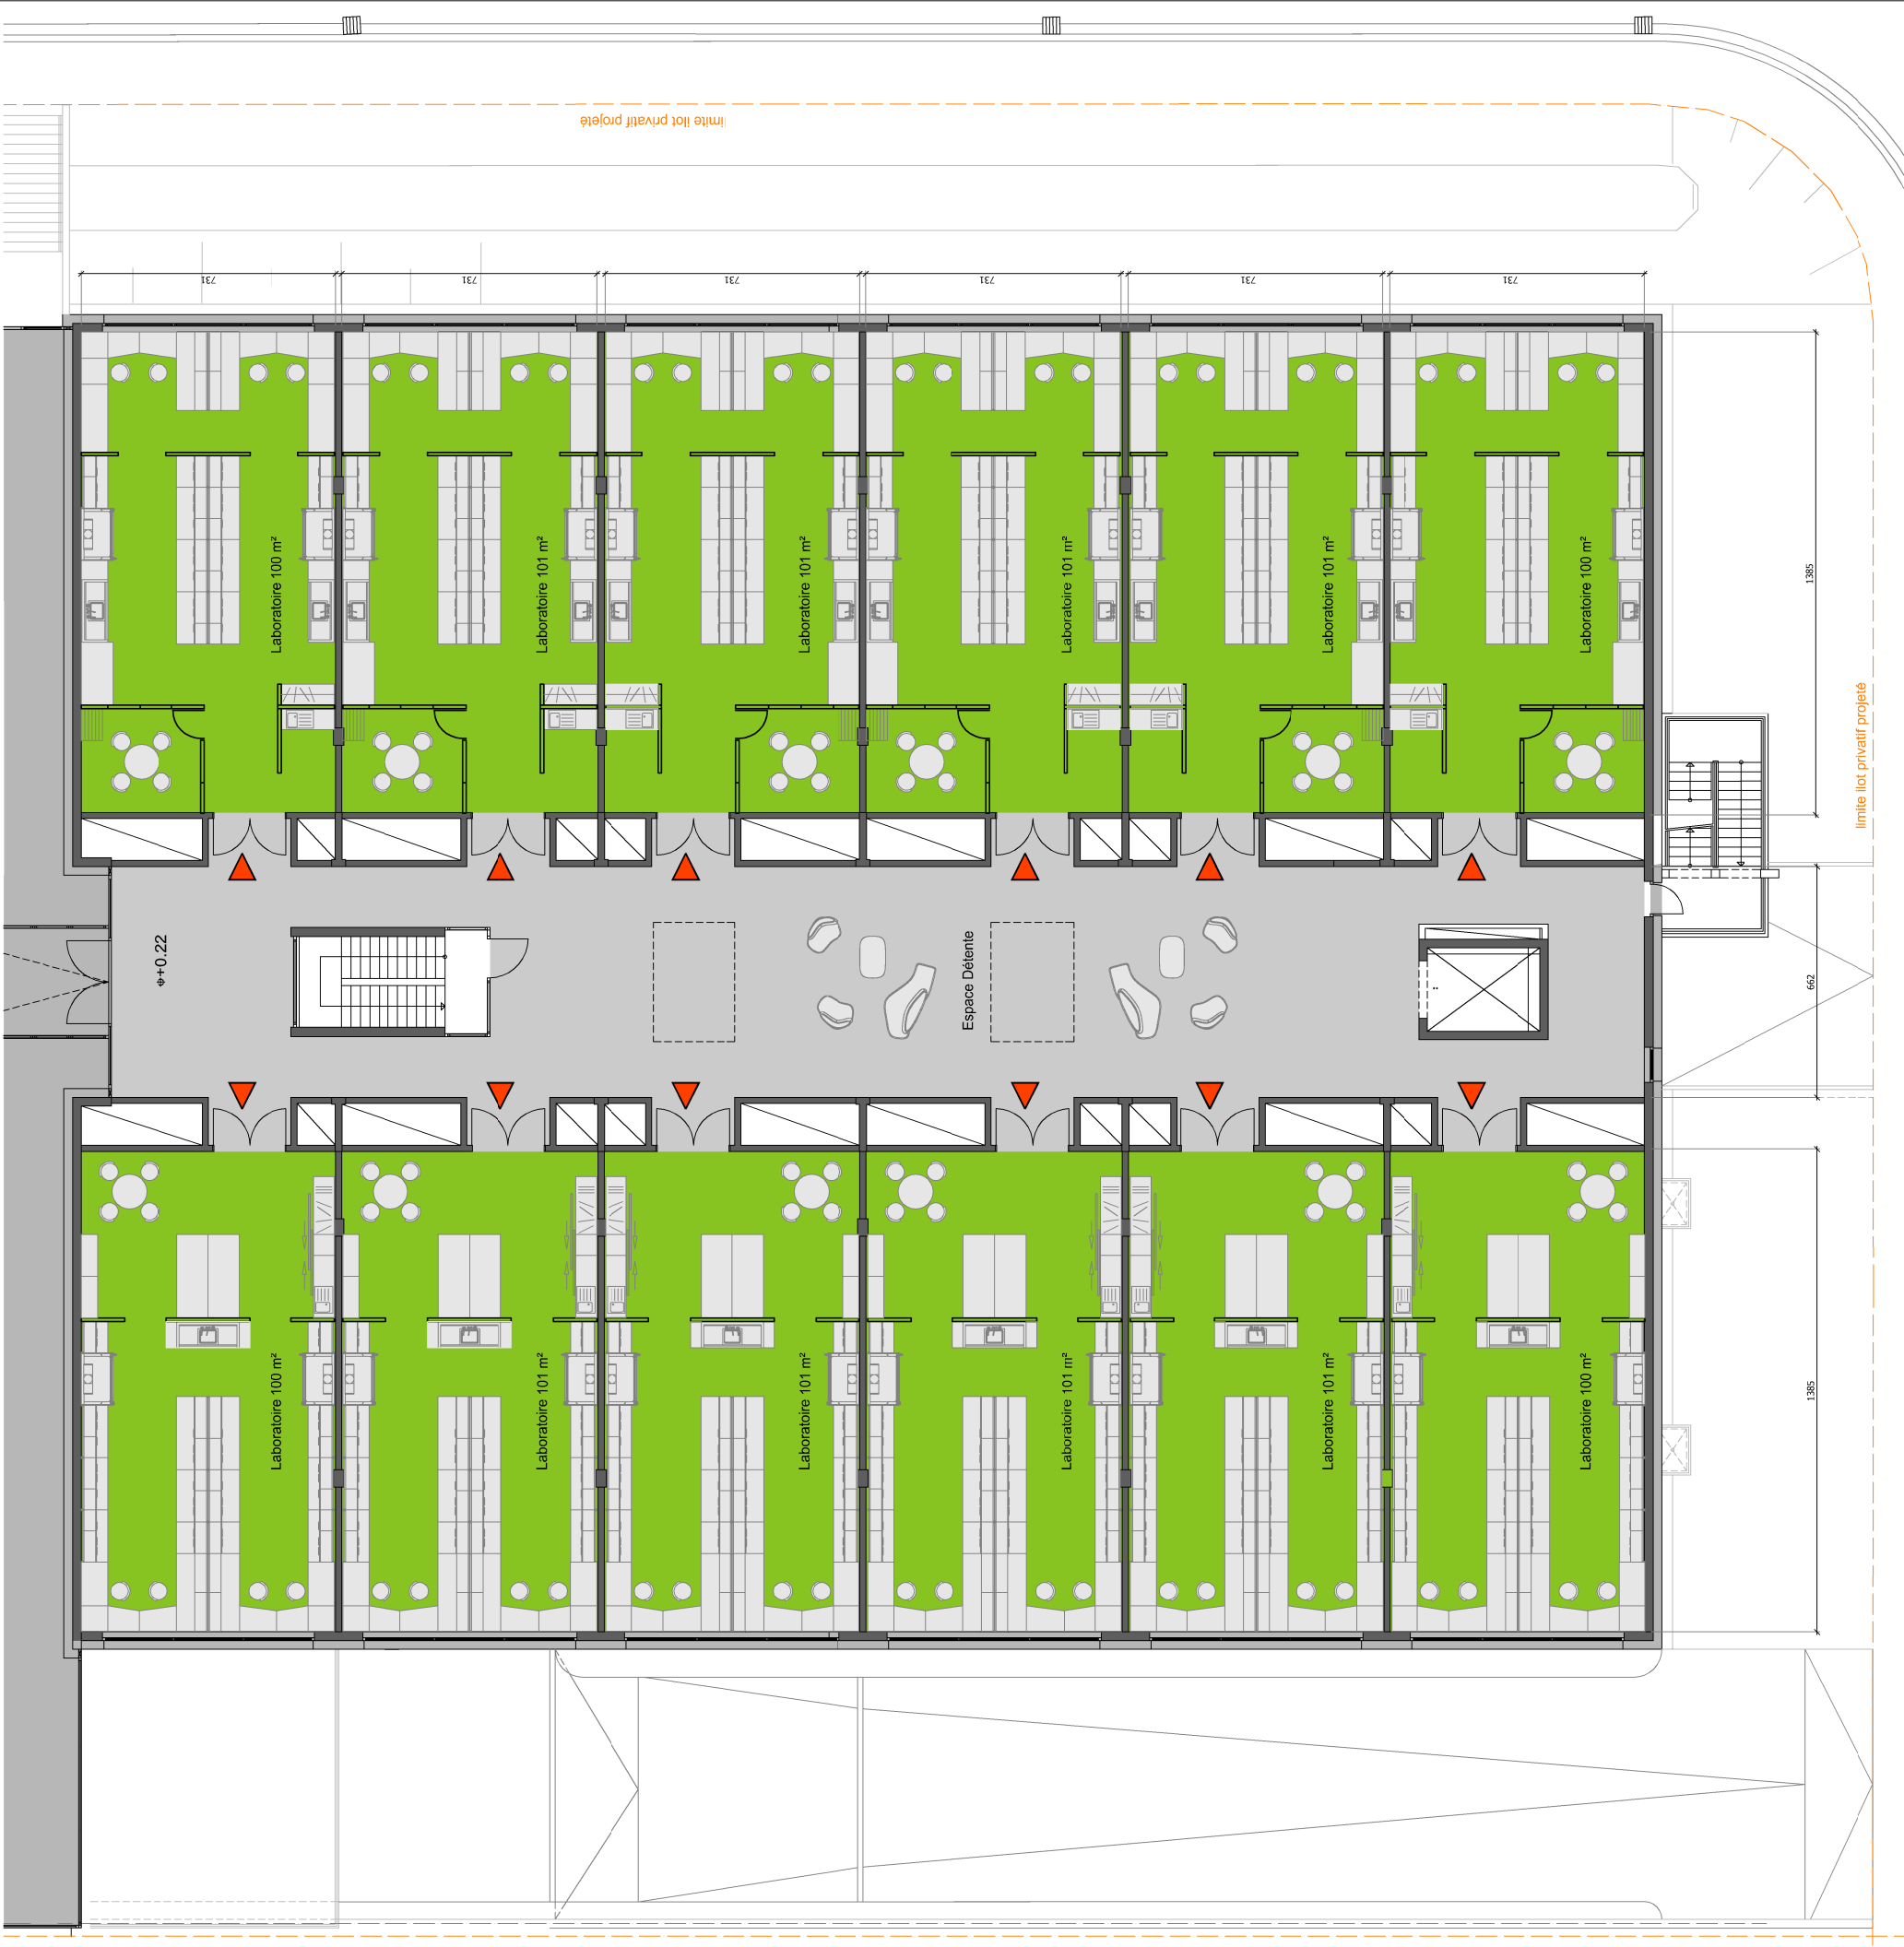 limite ilot privatif projeté
731
731
731
731
731
731
Laboratoire 100 m²
Laboratoire 101 m²
Laboratoire 101 m²
Laboratoire 101 m²
Laboratoire 101 m²
Laboratoire 100 m²
1385
limite ilot privatif projeté
+0.22
Espace Détente
662
Laboratoire 100 m²
Laboratoire 101 m²
Laboratoire 101 m²
Laboratoire 101 m²
Laboratoire 101 m²
Laboratoire 100 m²
1385